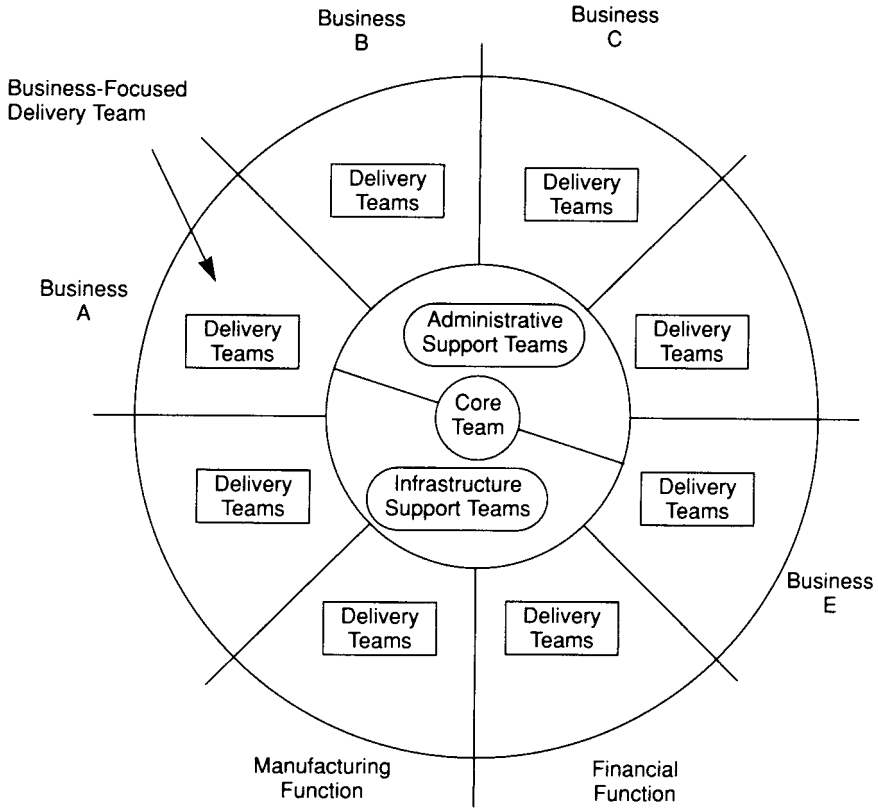 Business
B
Business
C
Business-Focused
Delivery Team
Delivery
Teams
Delivery
Teams
Business
A
Delivery
Teams
Administrative
Support Teams
Delivery
Teams
Core
Team
Delivery
Teams
Infrastructure
Support Teams
Delivery
Teams
Business
E
Delivery
Teams
Delivery
Teams
Manufacturing
Function
Financial
Function